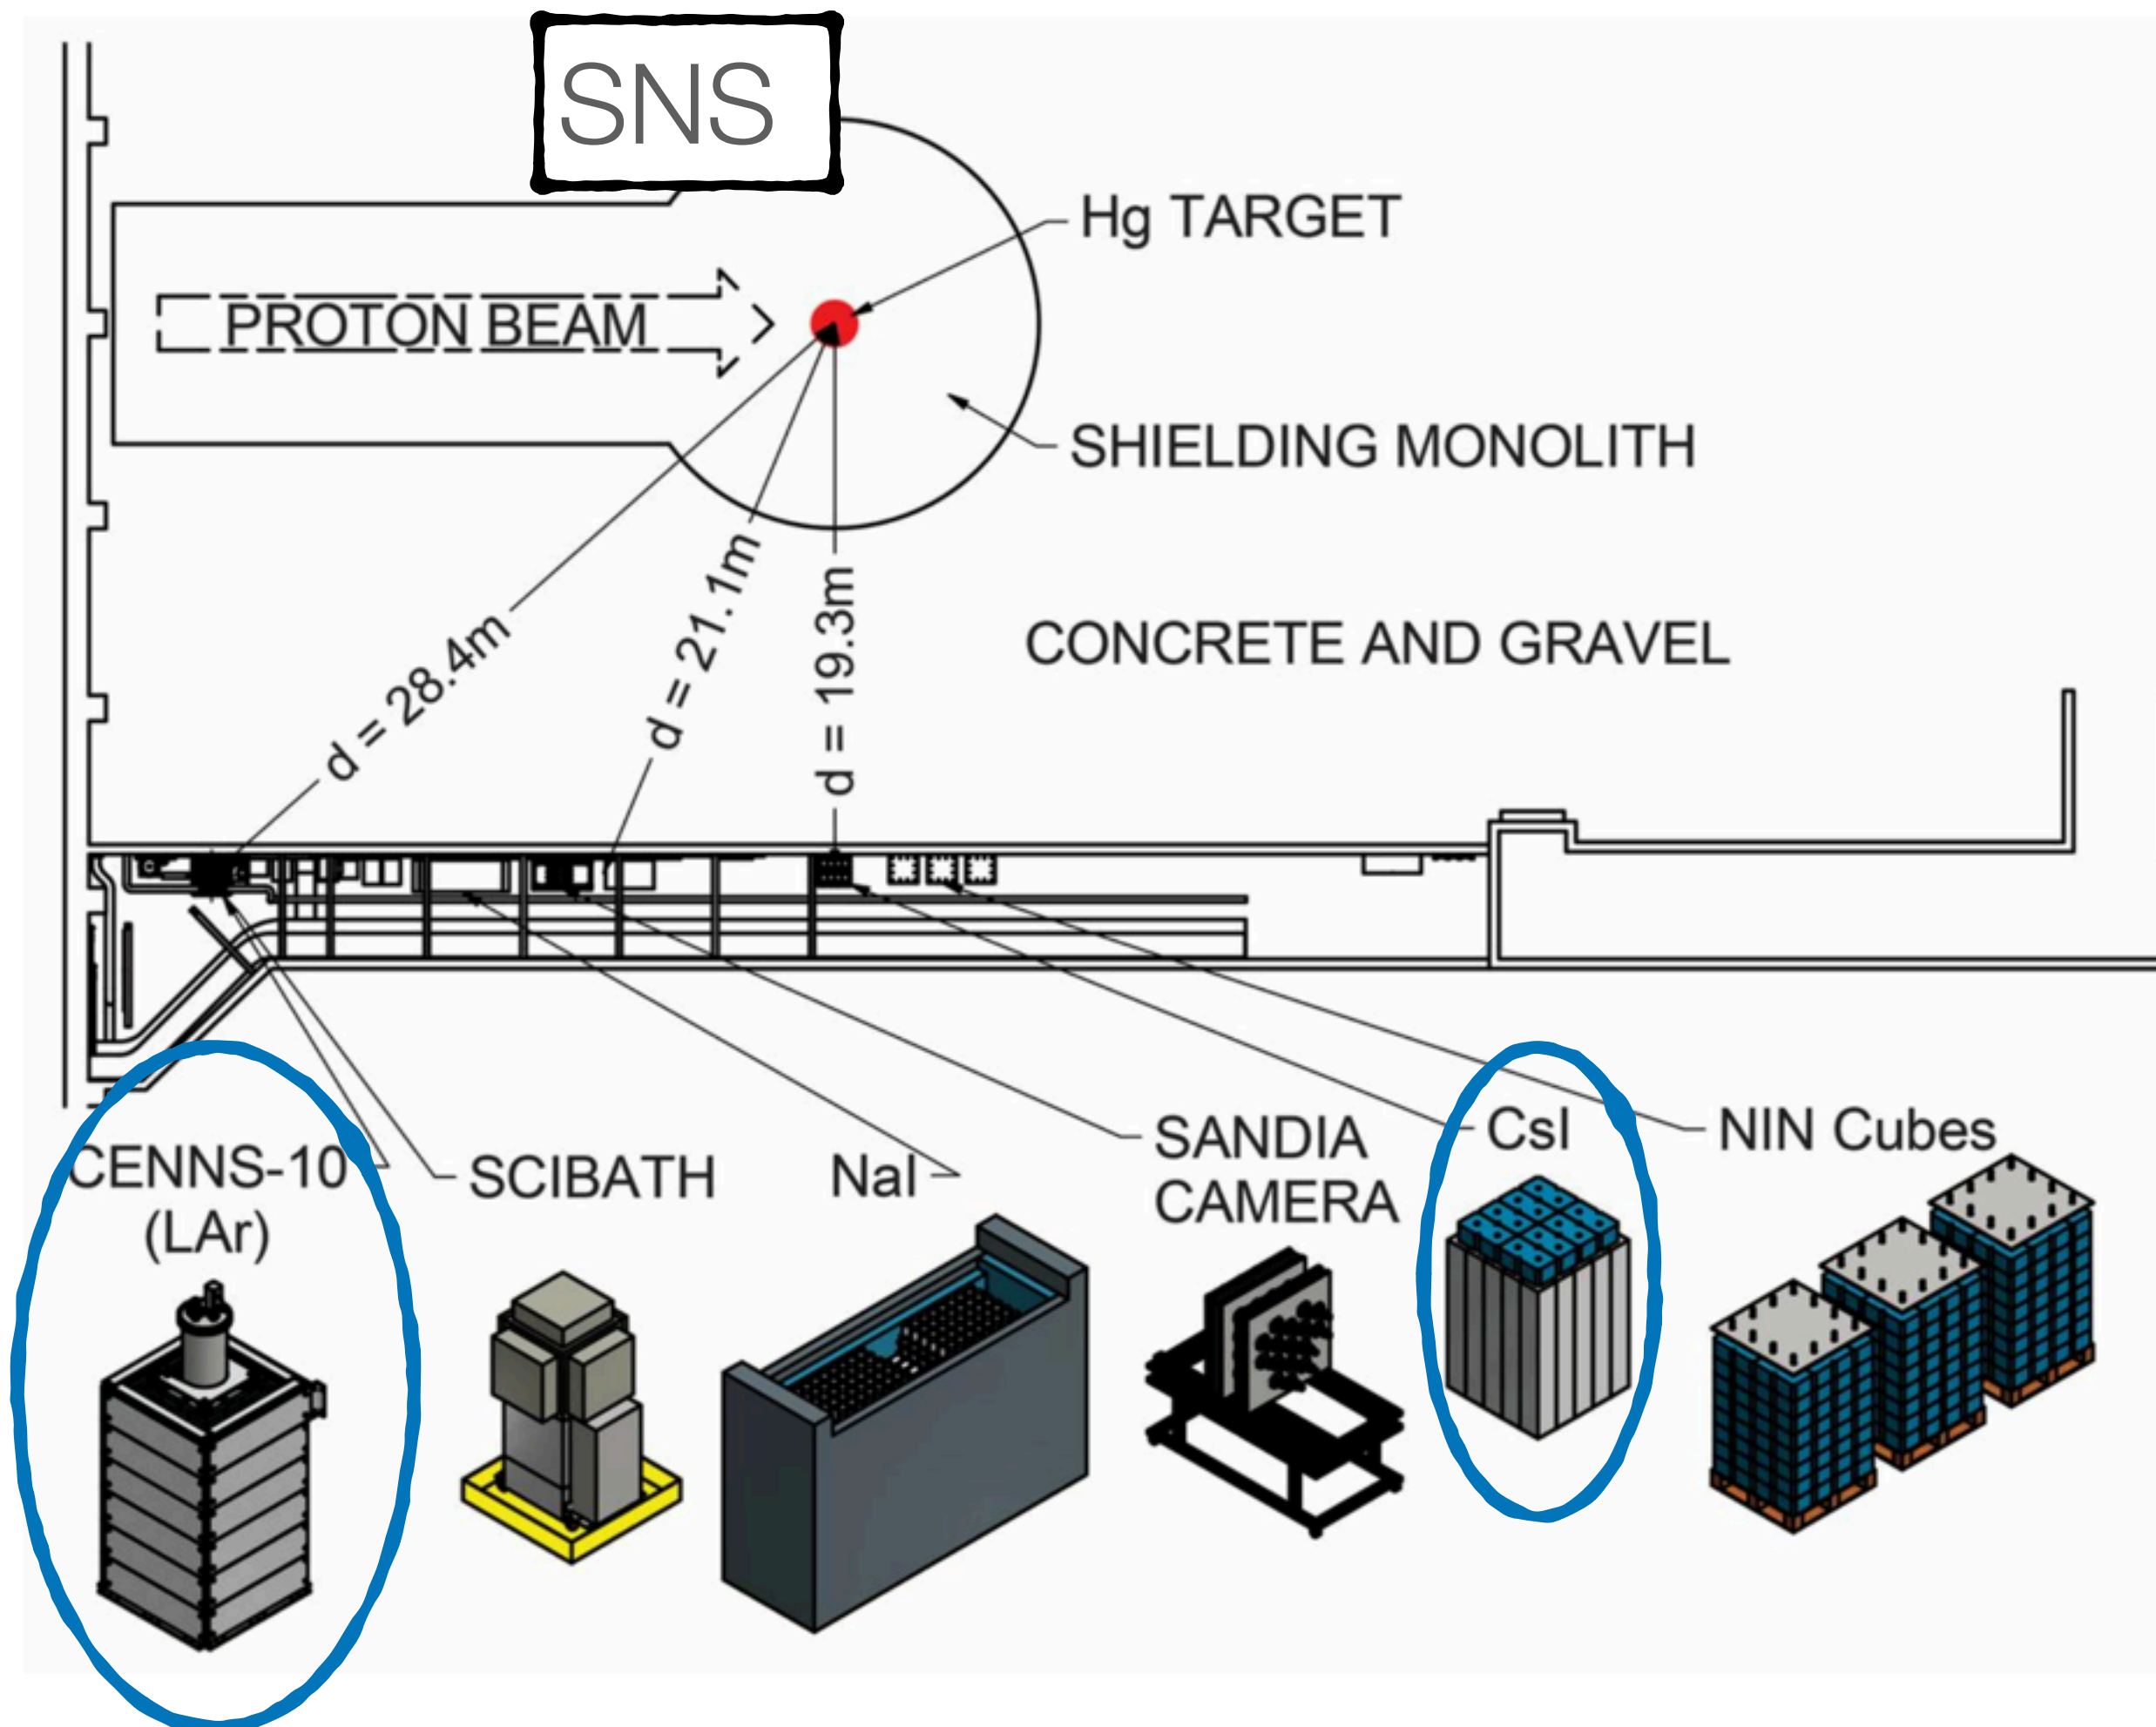 SNS
Hg TARGET
PROTON BEAM
SHIELDING MONOLITH
d = 28.4m
d = 21.1m
d = 19.3m
CONCRETE AND GRAVEL
CENNS-10
(LAr)
SCIBATH
NaI
SANDIA
CAMERA
CsI
NIN Cubes